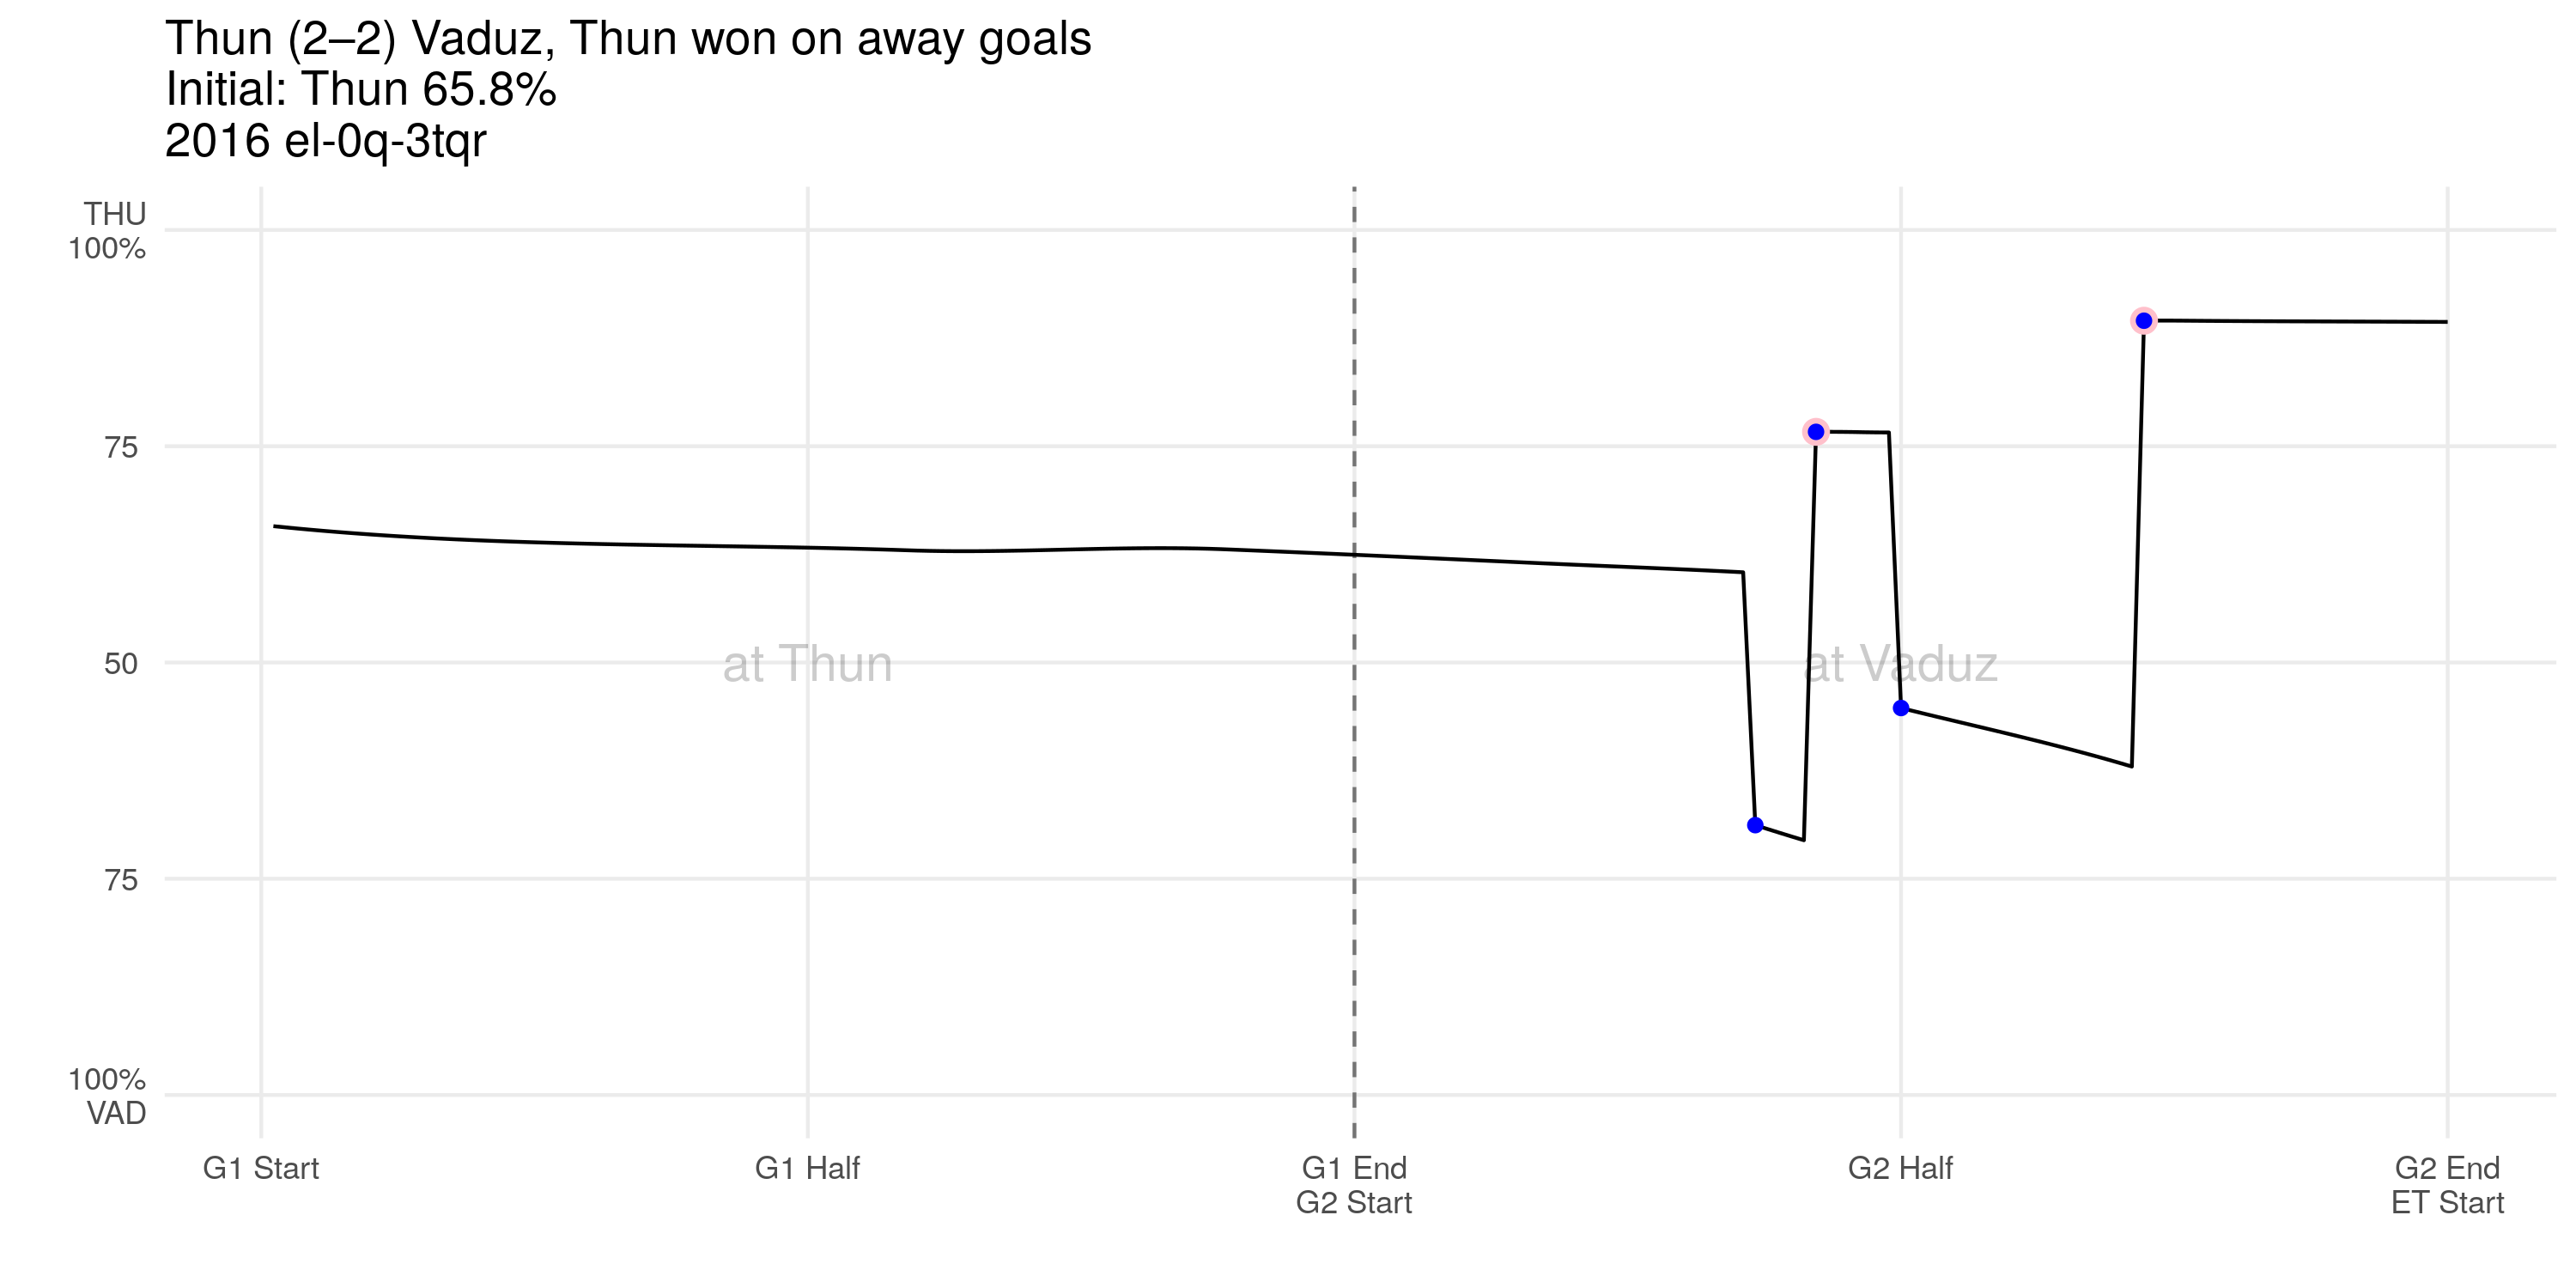 Thun (2–2) Vaduz, Thun won on away goals
Initial: Thun 65.8%
2016 el-0q-3tqr
THU
100%
75
50
75
100%
VAD
at Thun
at Vaduz
G1 Start
G1 Half
G1 End
G2 Start
G2 Half
G2 End
ET Start